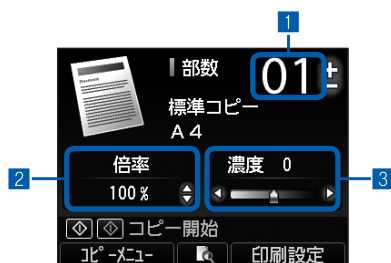 1
Document
部数 01 ±
標準コピー
A4
2
倍率
100 %
濃度 0
3
コピー開始
コピーメニュー
印刷設定